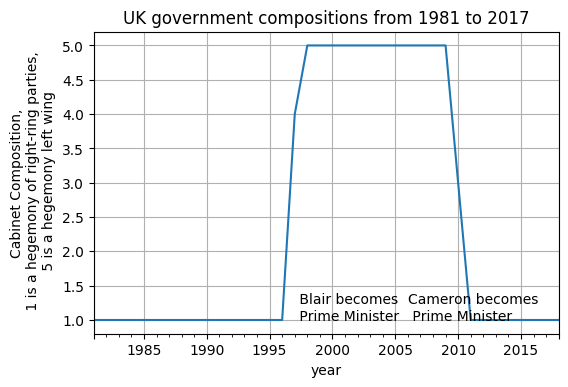 UK government compositions from 1981 to 2017
Cabinet Composition,
1 is a hegemony of right-ring parties,
5 is a hegemony left wing
5.0
4.5
4.0
3.5
3.0
2.5
2.0
1.5
1.0
Blair becomes Cameron becomes
Prime Minister Prime Minister
1985 1990 1995 2000 2005 2010 2015
year